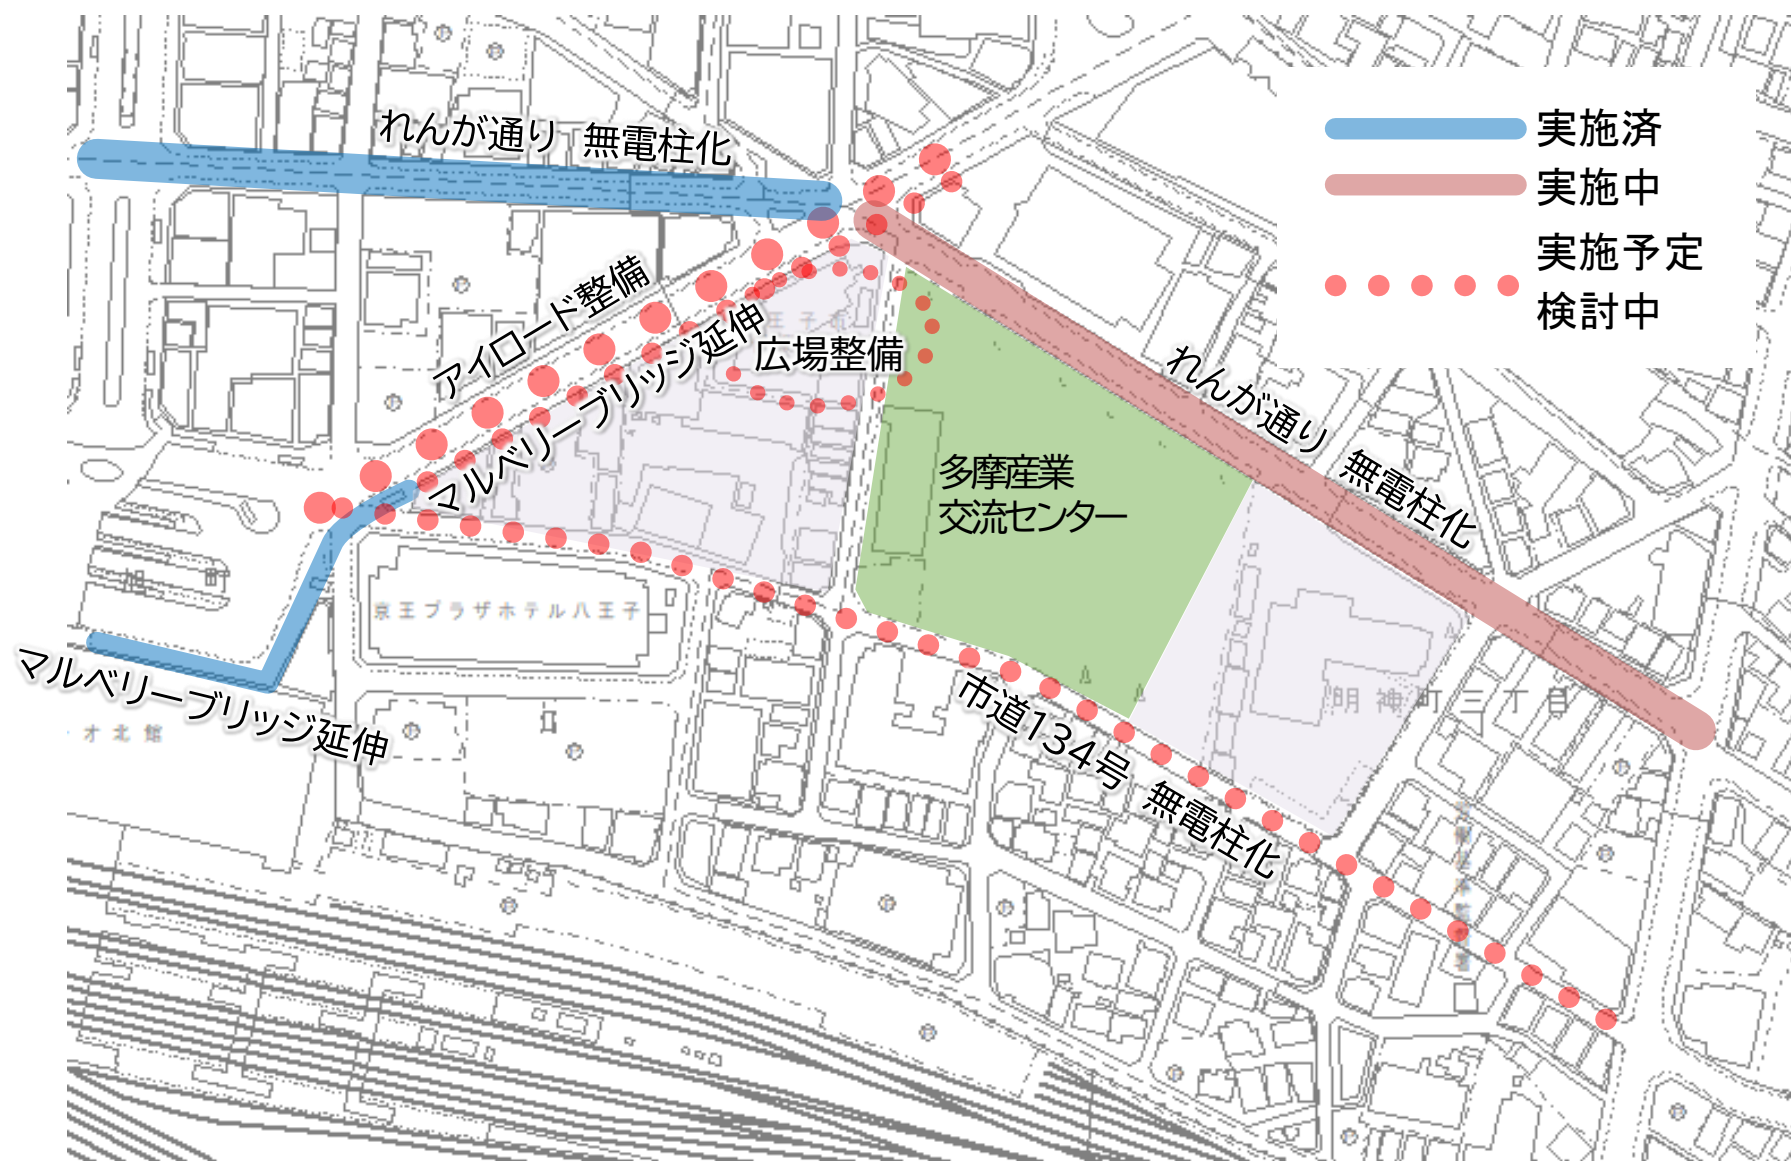 れんが通り 無電柱化
実施済
実施中
実施予定
検討中
アイロード整備
マルベリーブリッジ延伸
広場整備
れんが通り 無電柱化
多摩産業
交流センター
京王プラザホテル八王子
マルベリーブリッジ延伸
オ北館
市道134号 無電柱化
明神町三丁目